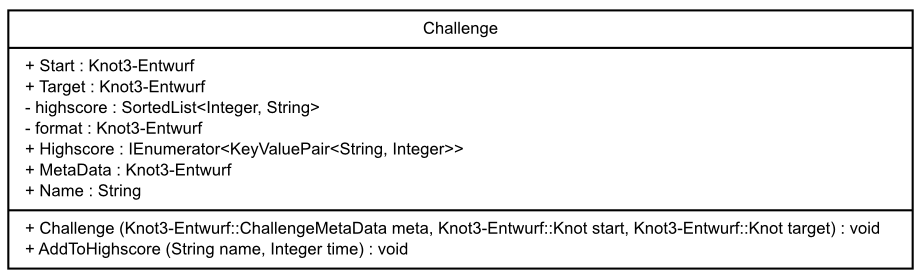 Challenge
+ Start : Knot3-Entwurf
+ Target : Knot3-Entwurf
- highscore : SortedList<Integer, String>
- format : Knot3-Entwurf
+ Highscore : IEnumerator<KeyValuePair<String, Integer>>
+ MetaData : Knot3-Entwurf
+ Name : String
+ Challenge (Knot3-Entwurf::ChallengeMetaData meta, Knot3-Entwurf::Knot start, Knot3-Entwurf::Knot target) : void
+ AddToHighscore (String name, Integer time) : void